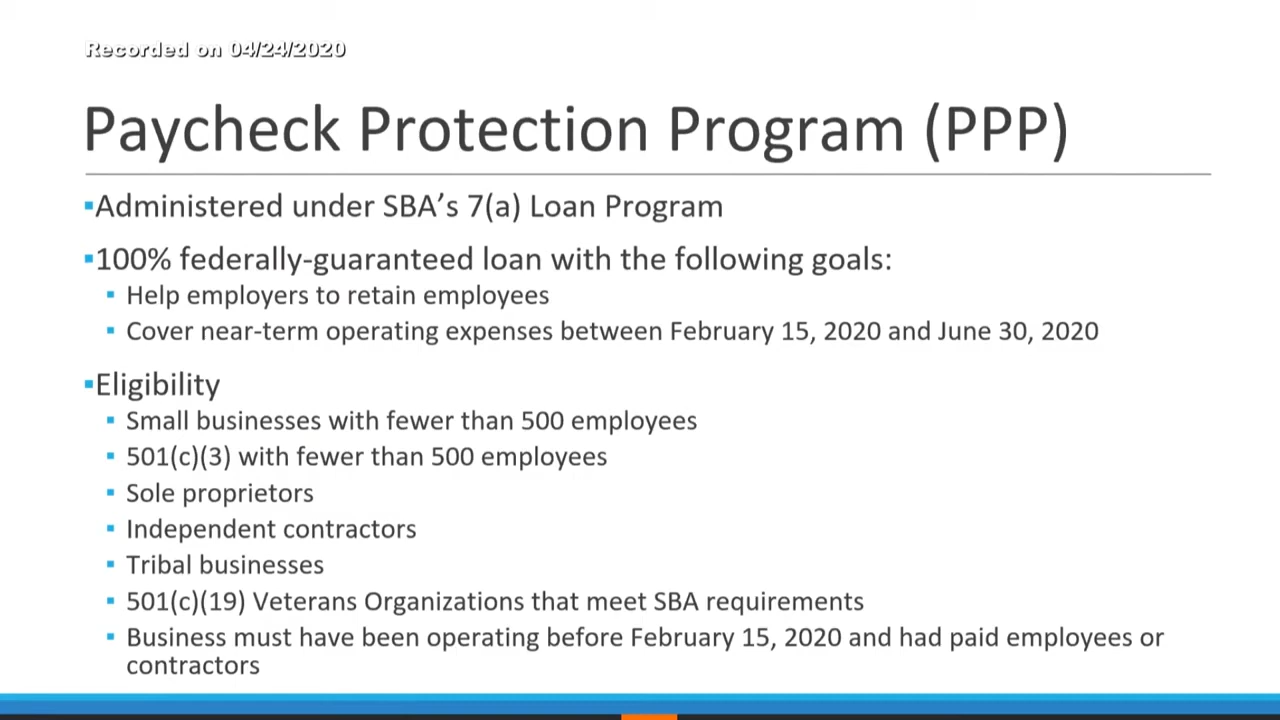 Recorded on 04/24/2020
Paycheck Protection Program (PPP)
▪Administered under SBA’s 7(a) Loan Program
▪100% federally-guaranteed loan with the following goals:
▪ Help employers to retain employees
▪ Cover near-term operating expenses between February 15, 2020 and June 30, 2020
▪Eligibility
▪ Small businesses with fewer than 500 employees
▪ 501(c)(3) with fewer than 500 employees
▪ Sole proprietors
▪ Independent contractors
▪ Tribal businesses
▪ 501(c)(19) Veterans Organizations that meet SBA requirements
▪ Business must have been operating before February 15, 2020 and had paid employees or
contractors